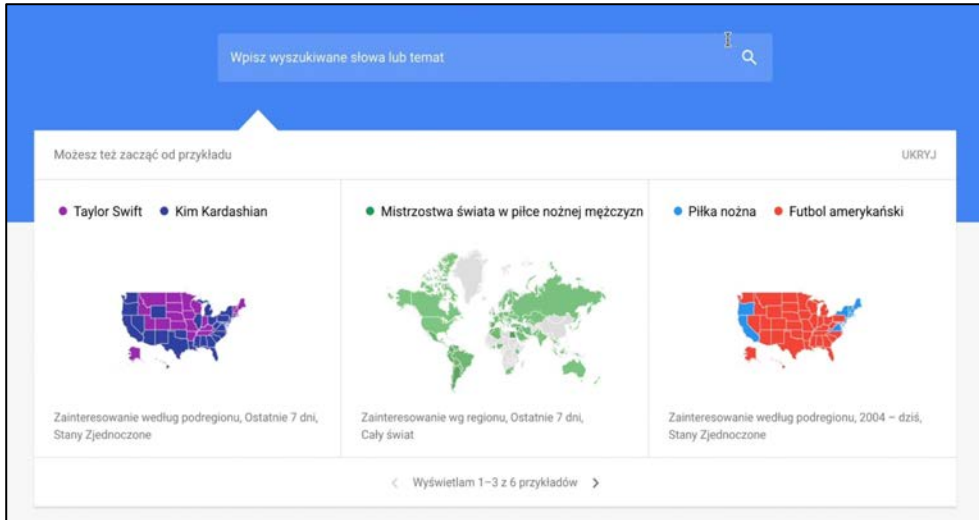 Wpisz wyszukiwane słowa lub temat
Możesz też zacząć od przykładu
UKRYJ
Taylor Swift Kim Kardashian
Zainteresowanie według podregionu, Ostatnie 7 dni,
Stany Zjednoczone
Mistrzostwa świata w piłce nożnej mężczyzn
Zainteresowanie wg regionu, Ostatnie 7 dni,
Cały świat
Piłka nożna Futbol amerykański
Zainteresowanie według podregionu, 2004 – dziś,
Stany Zjednoczone
Wyświetlam 1–3 z 6 przykładów